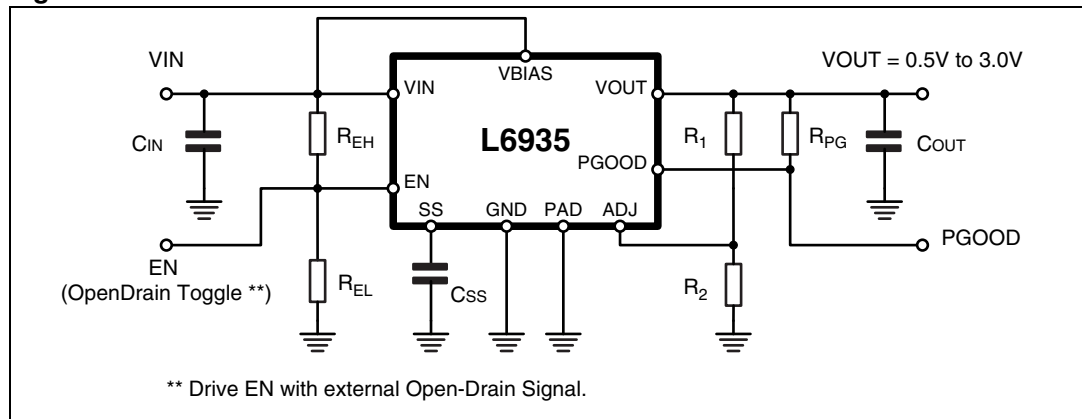 VIN
VBIAS
VOUT = 0.5V to 3.0V
VIN
VOUT
CIN
REH
L6935
R1
RPG
COUT
PGOOD
EN
SS
GND
PAD
ADJ
EN
(OpenDrain Toggle **)
REL
CSS
R2
PGOOD
** Drive EN with external Open-Drain Signal.